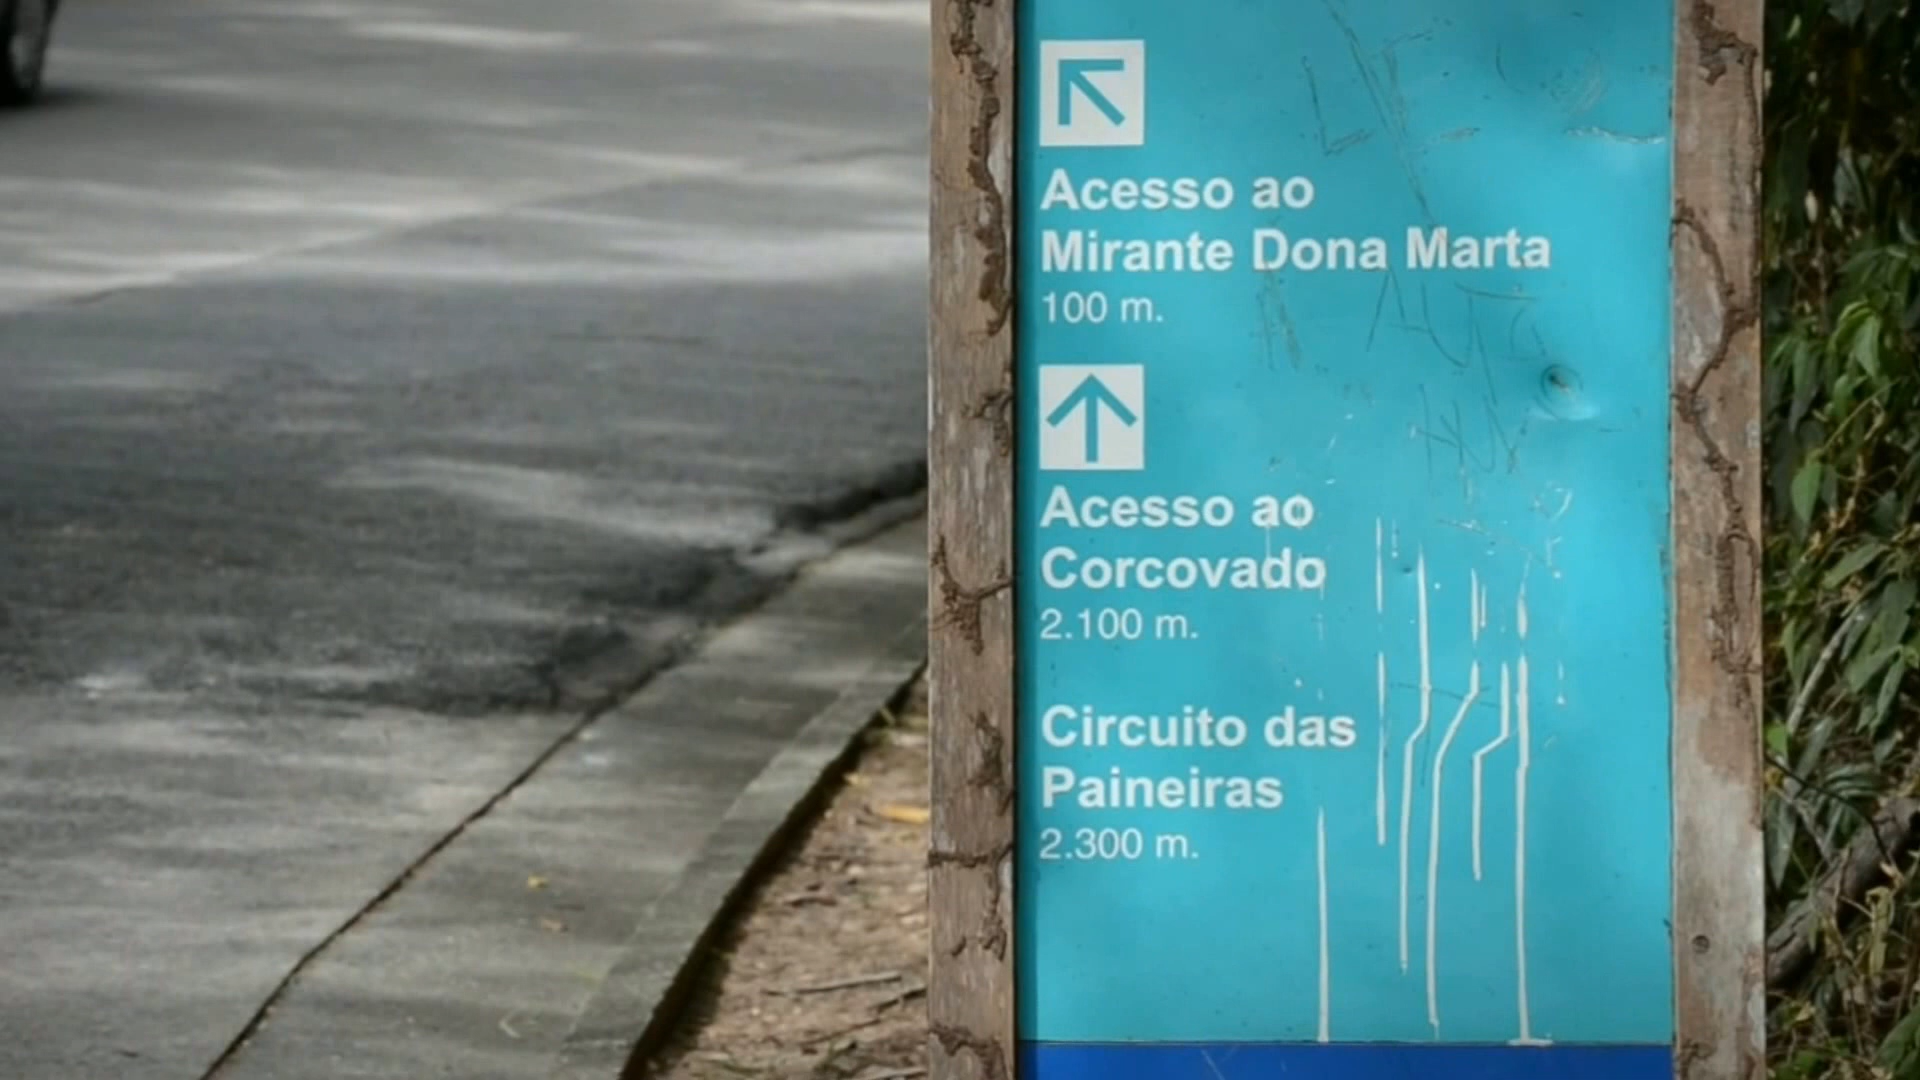 Acesso ao
Mirante Dona Marta
100 m.
Acesso ao
Corcovado
2.100 m.
Circuito das
Paineiras
2.300 m.